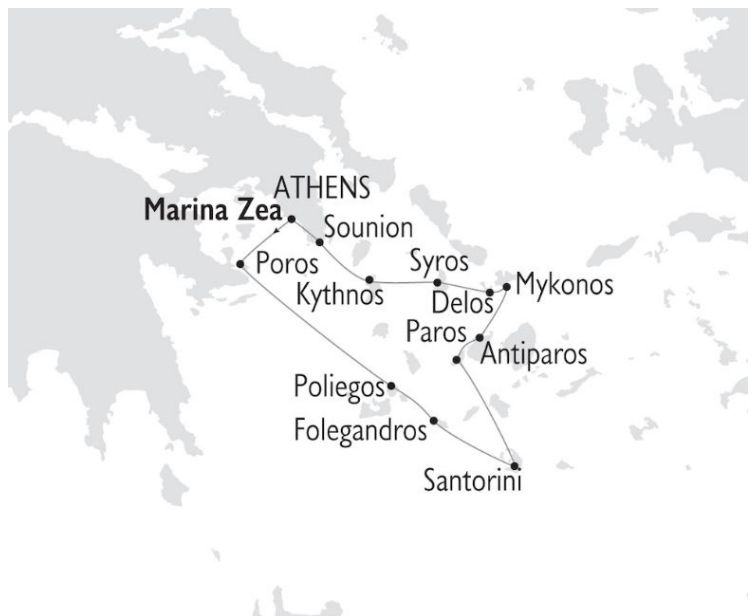 ATHENS
Marina Zea
Sounion
Poros
Syros
Kythnos
Delos
Mykonos
Paros
Antiparos
Poliegos
Folegandros
Santorini